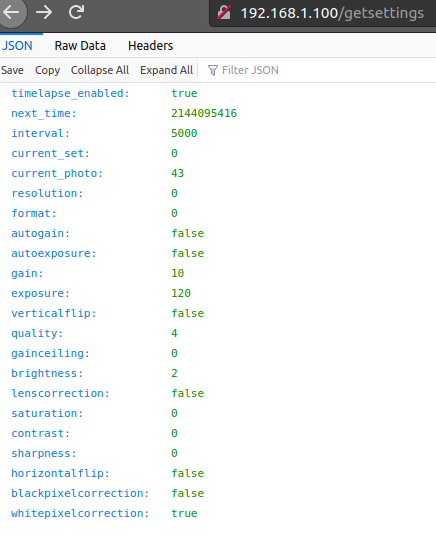 192.168.1.100/getsettings
JSON Raw Data Headers
Save Copy Collapse All Expand All Filter JSON
timelapse_enabled: true
next_time: 2144095416
interval: 5000
current_set: 0
current_photo: 43
resolution: 0
format: 0
autogain: false
autoexposure: false
gain: 10
exposure: 120
verticalflip: false
quality: 4
gainceiling: 0
brightness: 2
lenscorrection: false
saturation: 0
contrast: 0
sharpness: 0
horizontalflip: false
blackpixelcorrection: false
whitepixelcorrection: true